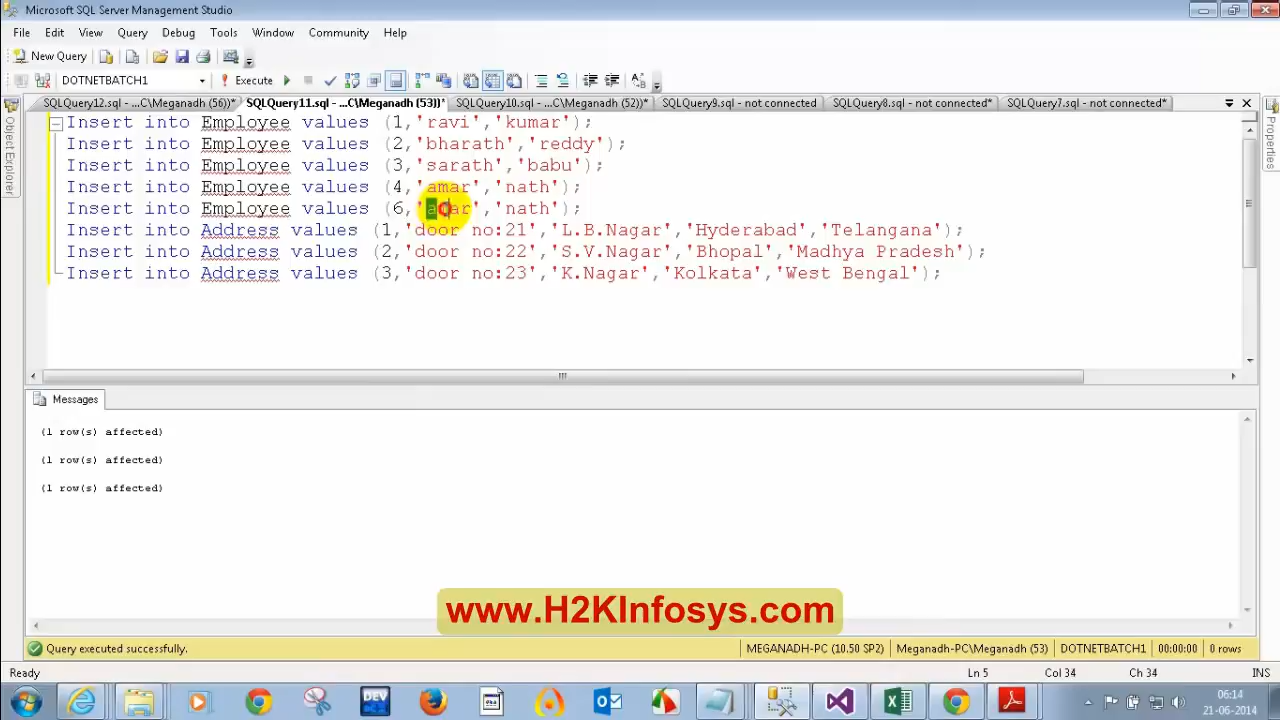 Microsoft SQL Server Management Studio
File Edit View Query Debug Tools Window Community Help
New Query
DOTNETBATCH1 Execute
SQLQuery12.sql - ...C\Meganadh (56))* SQLQuery11.sql - ...C\Meganadh (53))* SQLQuery10.sql - ...C\Meganadh (52))* SQLQuery9.sql - not connected SQLQuery8.sql - not connected* SQLQuery7.sql - not connected*
Object Explorer
Properties
Insert into Employee values (1,'ravi','kumar');
Insert into Employee values (2,'bharath','reddy');
Insert into Employee values (3,'sarath','babu');
Insert into Employee values (4,'amar','nath');
Insert into Employee values (6,'amar','nath');
Insert into Address values (1,'door no:21','L.B.Nagar','Hyderabad','Telangana');
Insert into Address values (2,'door no:22','S.V.Nagar','Bhopal','Madhya Pradesh');
Insert into Address values (3,'door no:23','K.Nagar','Kolkata','West Bengal');
Messages
(1 row(s) affected)
(1 row(s) affected)
(1 row(s) affected)
www.H2KInfosys.com
Query executed successfully. MEGANADH-PC (10.50 SP2) Meganadh-PC\Meganadh (53) DOTNETBATCH1 00:00:00 0 rows
Ready Ln 5 Col 34 Ch 34 INS
DEV
06:14
21-06-2014